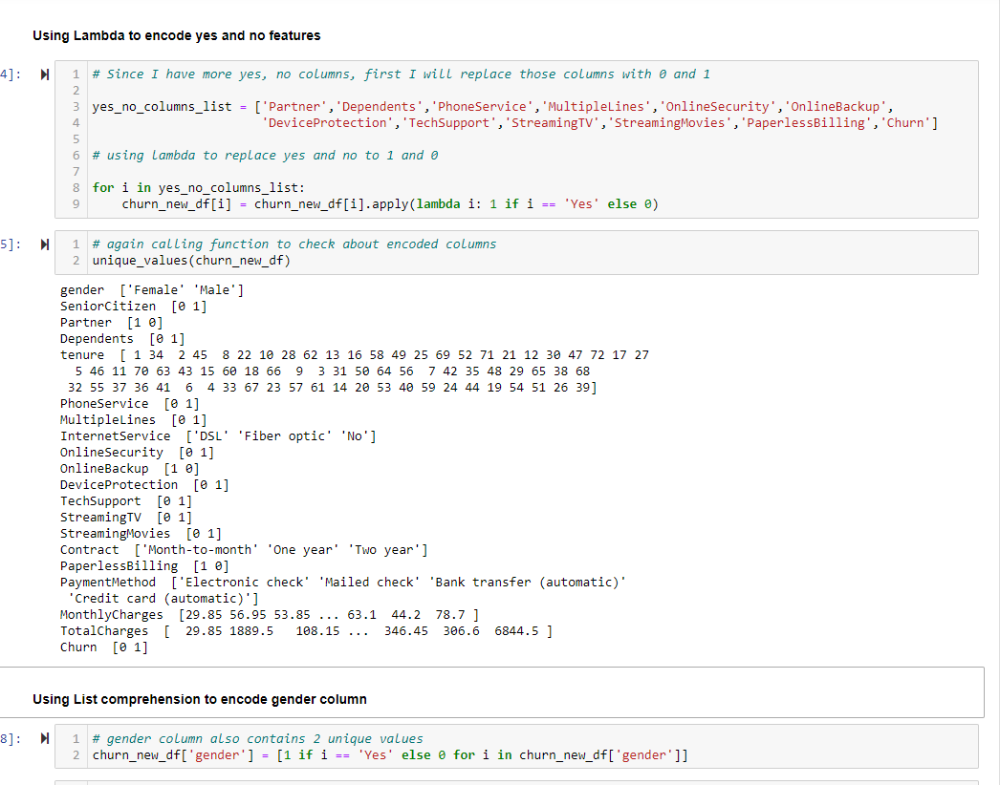 Using Lambda to encode yes and no features
4]:
1 # Since I have more yes, no columns, first I will replace those columns with 0 and 1
2
3 yes_no_columns_list = ['Partner','Dependents','PhoneService','MultipleLines','OnlineSecurity','OnlineBackup',
4 'DeviceProtection','TechSupport','StreamingTV','StreamingMovies','PaperlessBilling','Churn']
5
6 # using lambda to replace yes and no to 1 and 0
7
8 for i in yes_no_columns_list:
9 churn_new_df[i] = churn_new_df[i].apply(lambda i: 1 if i == 'Yes' else 0)
5]:
1 # again calling function to check about encoded columns
2 unique_values(churn_new_df)
gender ['Female' 'Male']
SeniorCitizen [0 1]
Partner [1 0]
Dependents [0 1]
tenure [ 1 34 2 45 8 22 10 28 62 13 16 58 49 25 69 52 71 21 12 30 47 72 17 27
5 46 11 70 63 43 15 60 18 66 9 3 31 50 64 56 7 42 35 48 29 65 38 68
32 55 37 36 41 6 4 33 67 23 57 61 14 20 53 40 59 24 44 19 54 51 26 39]
PhoneService [0 1]
MultipleLines [0 1]
InternetService ['DSL' 'Fiber optic' 'No']
OnlineSecurity [0 1]
OnlineBackup [1 0]
DeviceProtection [0 1]
TechSupport [0 1]
StreamingTV [0 1]
StreamingMovies [0 1]
Contract ['Month-to-month' 'One year' 'Two year']
PaperlessBilling [1 0]
PaymentMethod ['Electronic check' 'Mailed check' 'Bank transfer (automatic)'
'Credit card (automatic)']
MonthlyCharges [29.85 56.95 53.85 ... 63.1 44.2 78.7 ]
TotalCharges [ 29.85 1889.5 108.15 ... 346.45 306.6 6844.5 ]
Churn [0 1]
Using List comprehension to encode gender column
8]:
1 # gender column also contains 2 unique values
2 churn_new_df['gender'] = [1 if i == 'Yes' else 0 for i in churn_new_df['gender']]